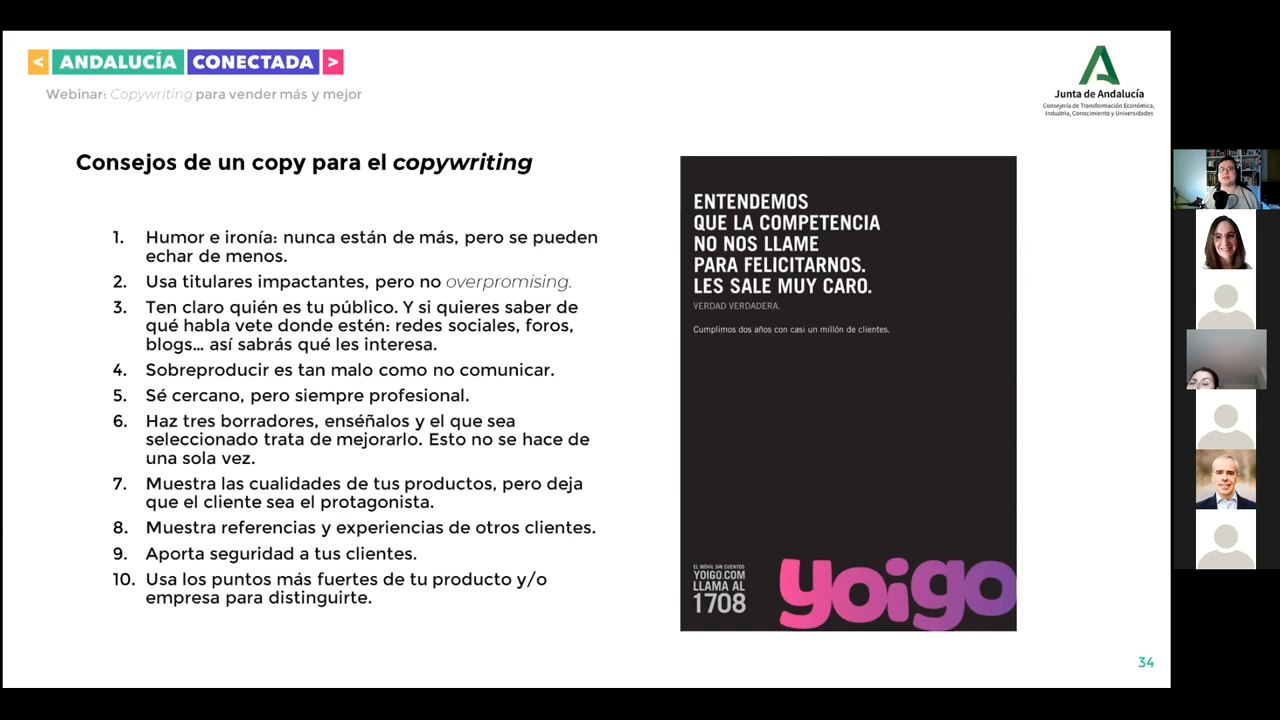 < ANDALUCÍA CONECTADA >
Webinar: Copywriting para vender más y mejor
Junta de Andalucía
Consejería de Transformación Económica,
Industria, Conocimiento y Universidades
Consejos de un copy para el copywriting
1. Humor e ironía: nunca están de más, pero se pueden
echar de menos.
2. Usa titulares impactantes, pero no overpromising.
3. Ten claro quién es tu público. Y si quieres saber de
qué habla vete donde estén: redes sociales, foros,
blogs... así sabrás qué les interesa.
4. Sobreproducir es tan malo como no comunicar.
5. Sé cercano, pero siempre profesional.
6. Haz tres borradores, enséñalos y el que sea
seleccionado trata de mejorarlo. Esto no se hace de
una sola vez.
7. Muestra las cualidades de tus productos, pero deja
que el cliente sea el protagonista.
8. Muestra referencias y experiencias de otros clientes.
9. Aporta seguridad a tus clientes.
10. Usa los puntos más fuertes de tu producto y/o
empresa para distinguirte.
ENTENDEMOS
QUE LA COMPETENCIA
NO NOS LLAME
PARA FELICITARNOS.
LES SALE MUY CARO.
VERDAD VERDADERA.
Cumplimos dos años con casi un millón de clientes.
EL MÓVIL SIN CUENTOS
YOIGO.COM
LLAMA AL
1708
yoigo
34